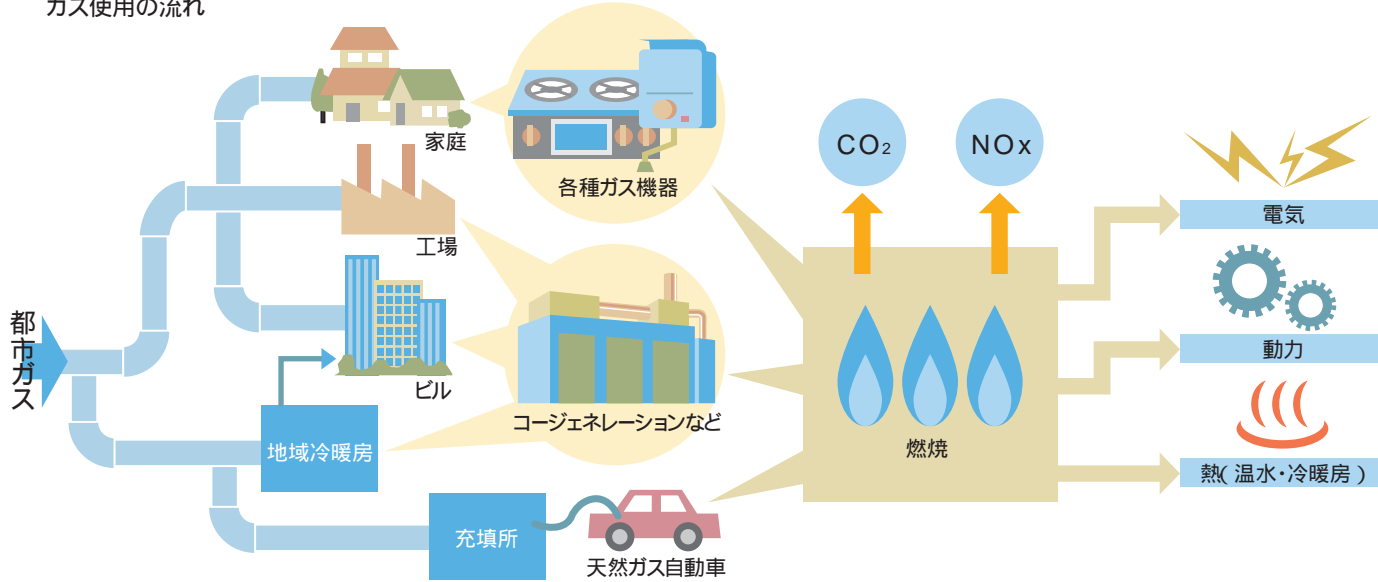 ガス使用の流れ
都市ガス
家庭
工場
ビル
地域冷暖房
充填所
各種ガス機器
コージェネレーションなど
天然ガス自動車
CO₂
NOx
燃焼
電気
動力
熱(温水・冷暖房)